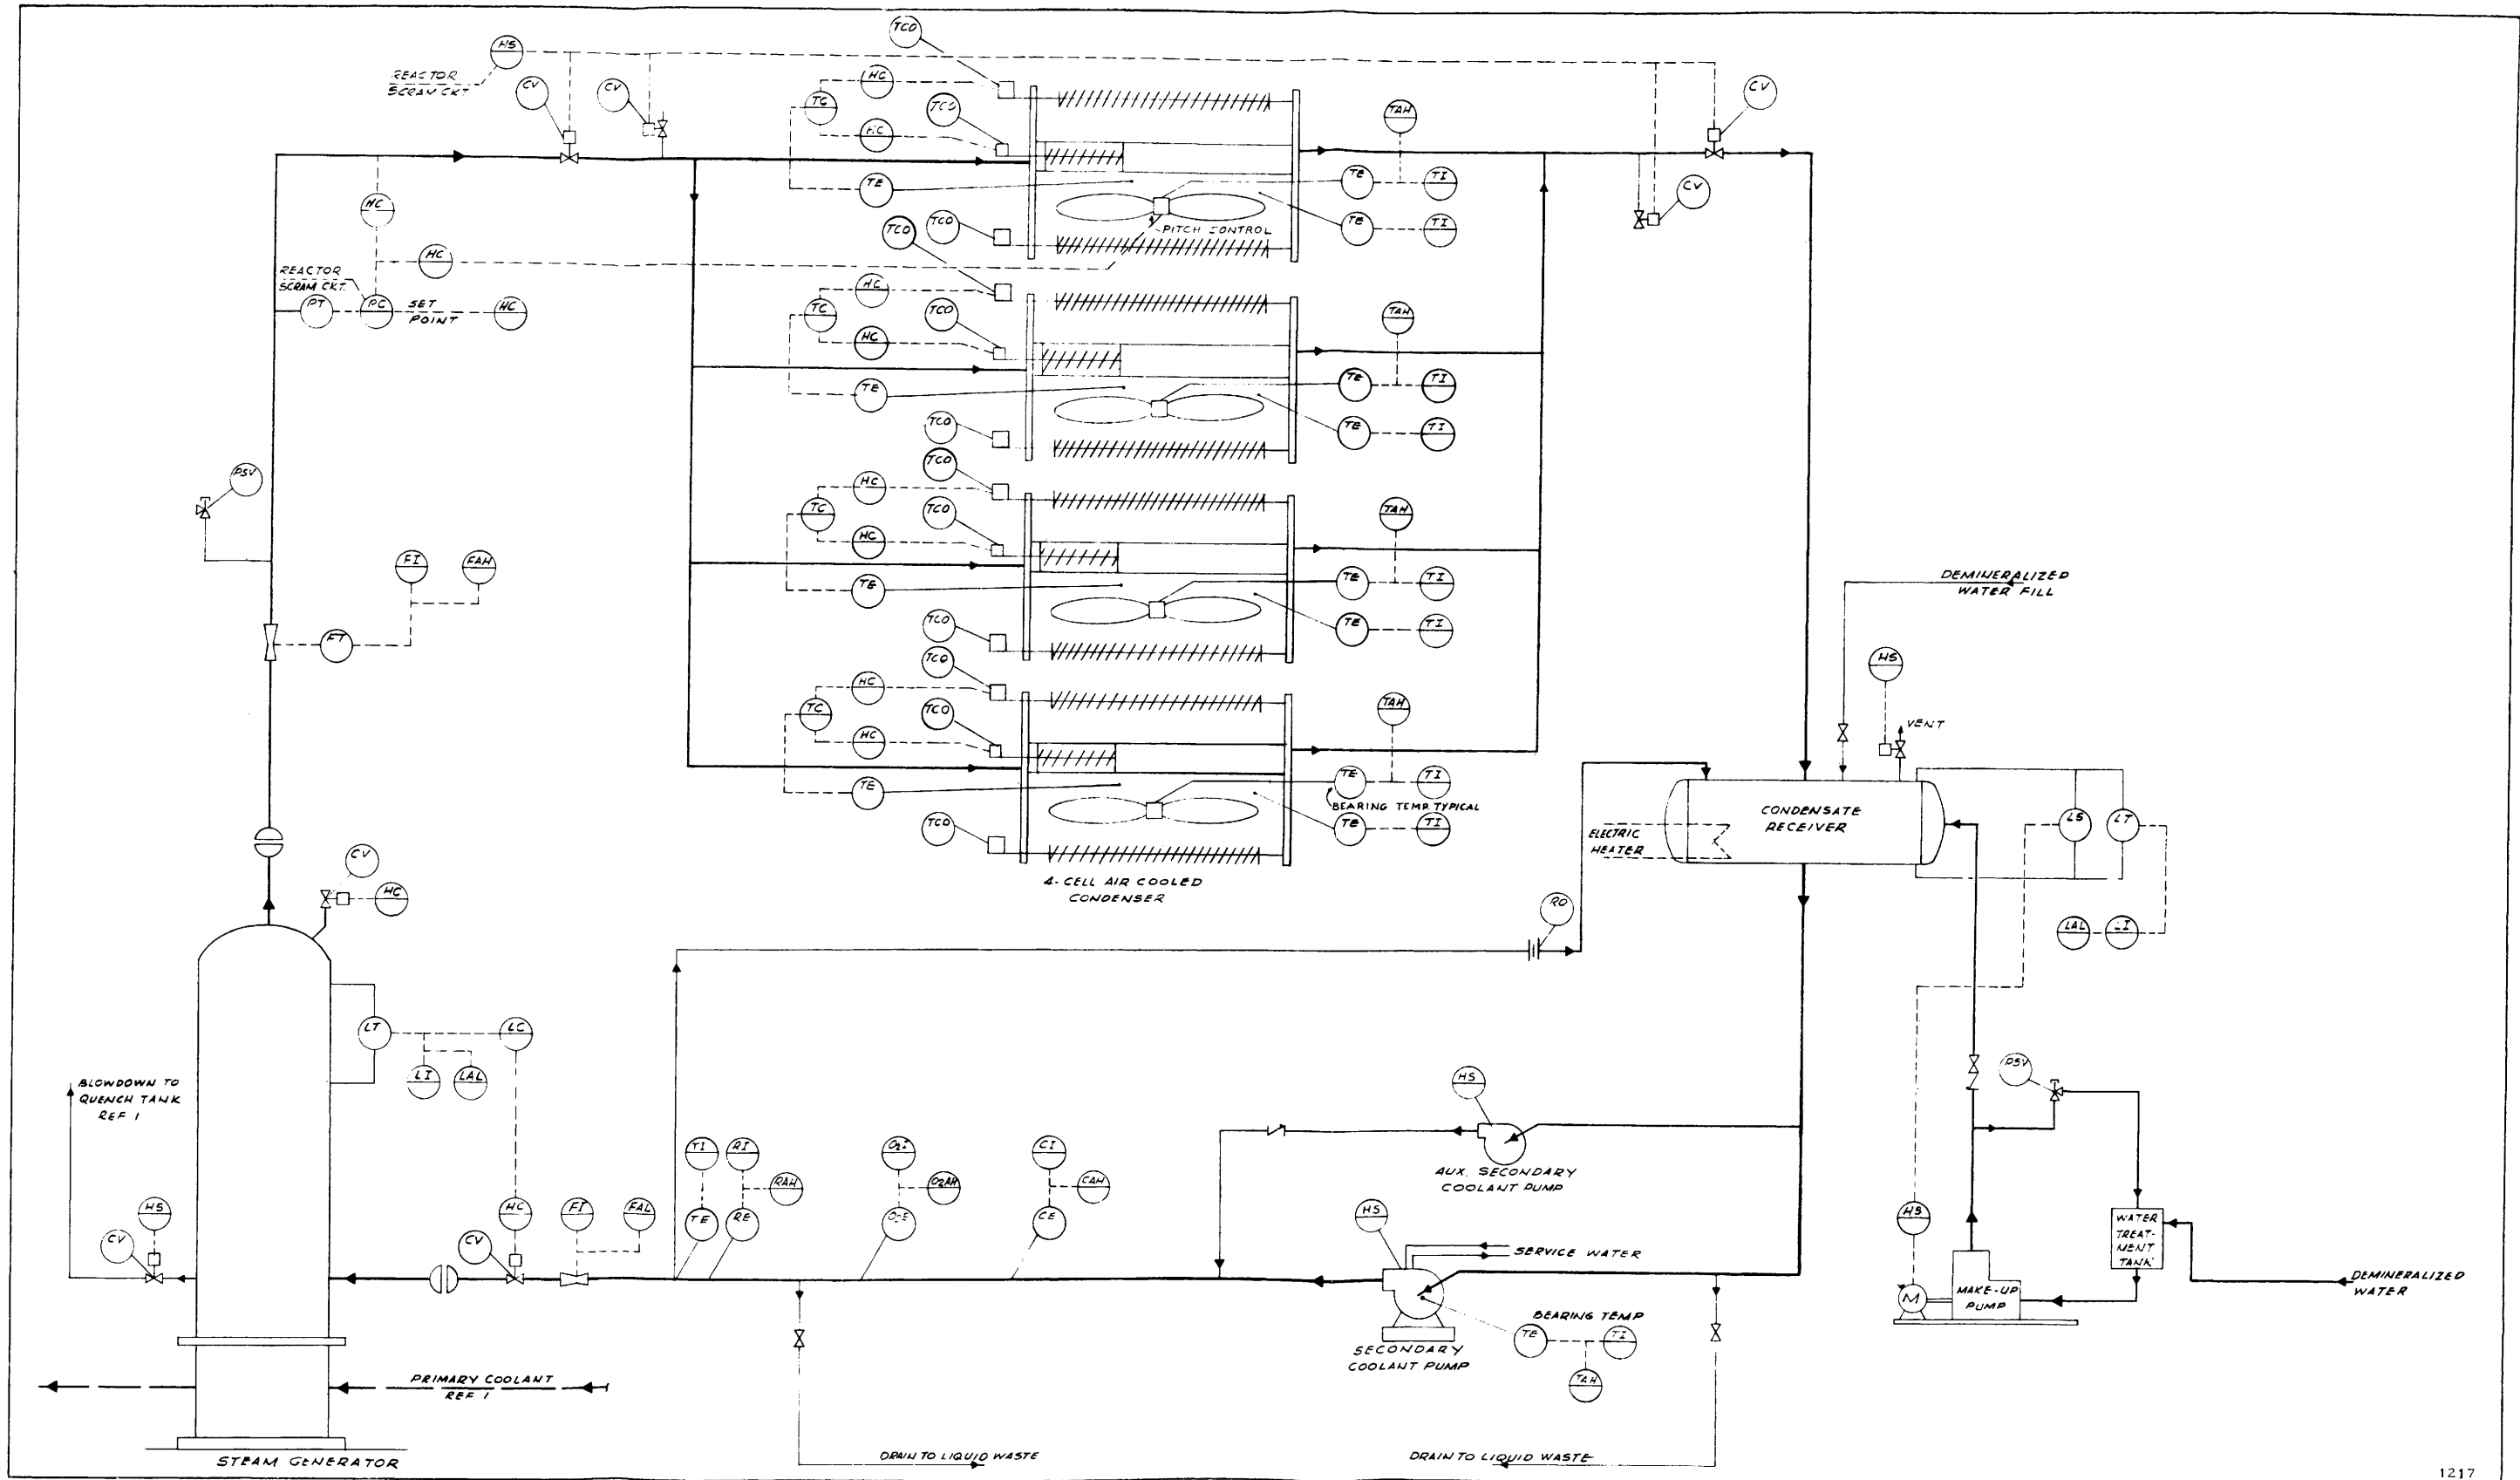 TCO
HS
REACTOR
SCRAM CKT.
CV
CV
HC
TC
TCO
HC
TE
TAH
TE
TI
CV
CV
TCO
TE
TI
PITCH CONTROL
TCO
HC
HC
REACTOR
SCRAM CKT.
PT
PC
SET
POINT
HC
HC
TC
TCO
HC
TE
TAH
TE
TI
TCO
TE
TI
PSV
TCO
HC
TC
TCO
HC
TE
TAH
TE
TI
TCO
TE
TI
FI
FAH
FT
DEMINERALIZED
WATER FILL
HS
VENT
TCO
HC
TC
TCO
HC
TE
TAH
TE
TI
BEARING TEMP. TYPICAL
TCO
TE
TI
4-CELL AIR COOLED
CONDENSER
CONDENSATE
RECEIVER
ELECTRIC
HEATER
LS
LT
LAL
LI
CV
HC
RO
LT
LC
LI
LAL
BLOWDOWN TO
QUENCH TANK
REF 1
HS
CV
HC
CV
FI
FAL
TI
RI
RAH
TE
RE
O2I
O2AH
O2E
CI
CAH
CE
HS
AUX. SECONDARY
COOLANT PUMP
HS
SERVICE WATER
SECONDARY
COOLANT PUMP
BEARING TEMP
TE
TI
TAH
PSV
HS
M
MAKE-UP
PUMP
WATER
TREAT-
MENT
TANK
DEMINERALIZED
WATER
PRIMARY COOLANT
REF 1
STEAM GENERATOR
DRAIN TO LIQUID WASTE
DRAIN TO LIQUID WASTE
1217